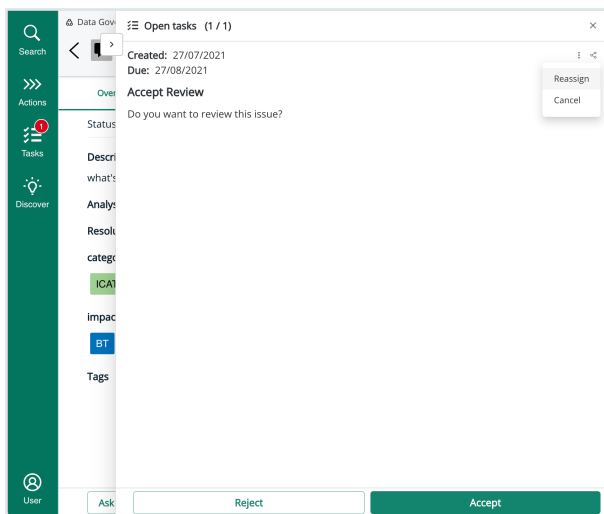 Search
Actions
1
Tasks
Discover
User
Data Gov
Over
Status
Descri
what's
Analys
Resolu
catego
ICAT
impac
BT
Tags
Ask
Open tasks (1 / 1)
Created: 27/07/2021
Due: 27/08/2021
Accept Review
Do you want to review this issue?
Reassign
Cancel
Reject
Accept